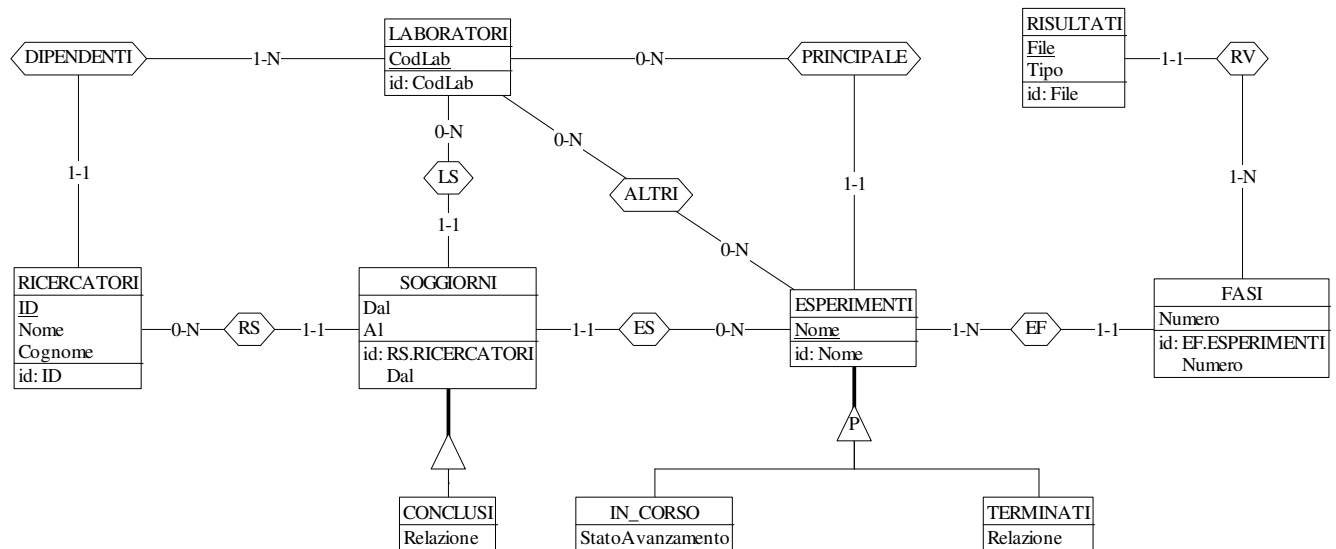 DIPENDENTI
1-N
LABORATORI
CodLab
id: CodLab
0-N
PRINCIPALE
RISULTATI
File
Tipo
id: File
1-1
RV
0-N
0-N
1-1
LS
ALTRI
1-1
1-N
1-1
0-N
RICERCATORI
ID
Nome
Cognome
id: ID
0-N
RS
1-1
SOGGIORNI
Dal
Al
id: RS.RICERCATORI
Dal
1-1
ES
0-N
ESPERIMENTI
Nome
id: Nome
1-N
EF
1-1
FASI
Numero
id: EF.ESPERIMENTI
Numero
P
CONCLUSI
Relazione
IN_CORSO
StatoAvanzamento
TERMINATI
Relazione